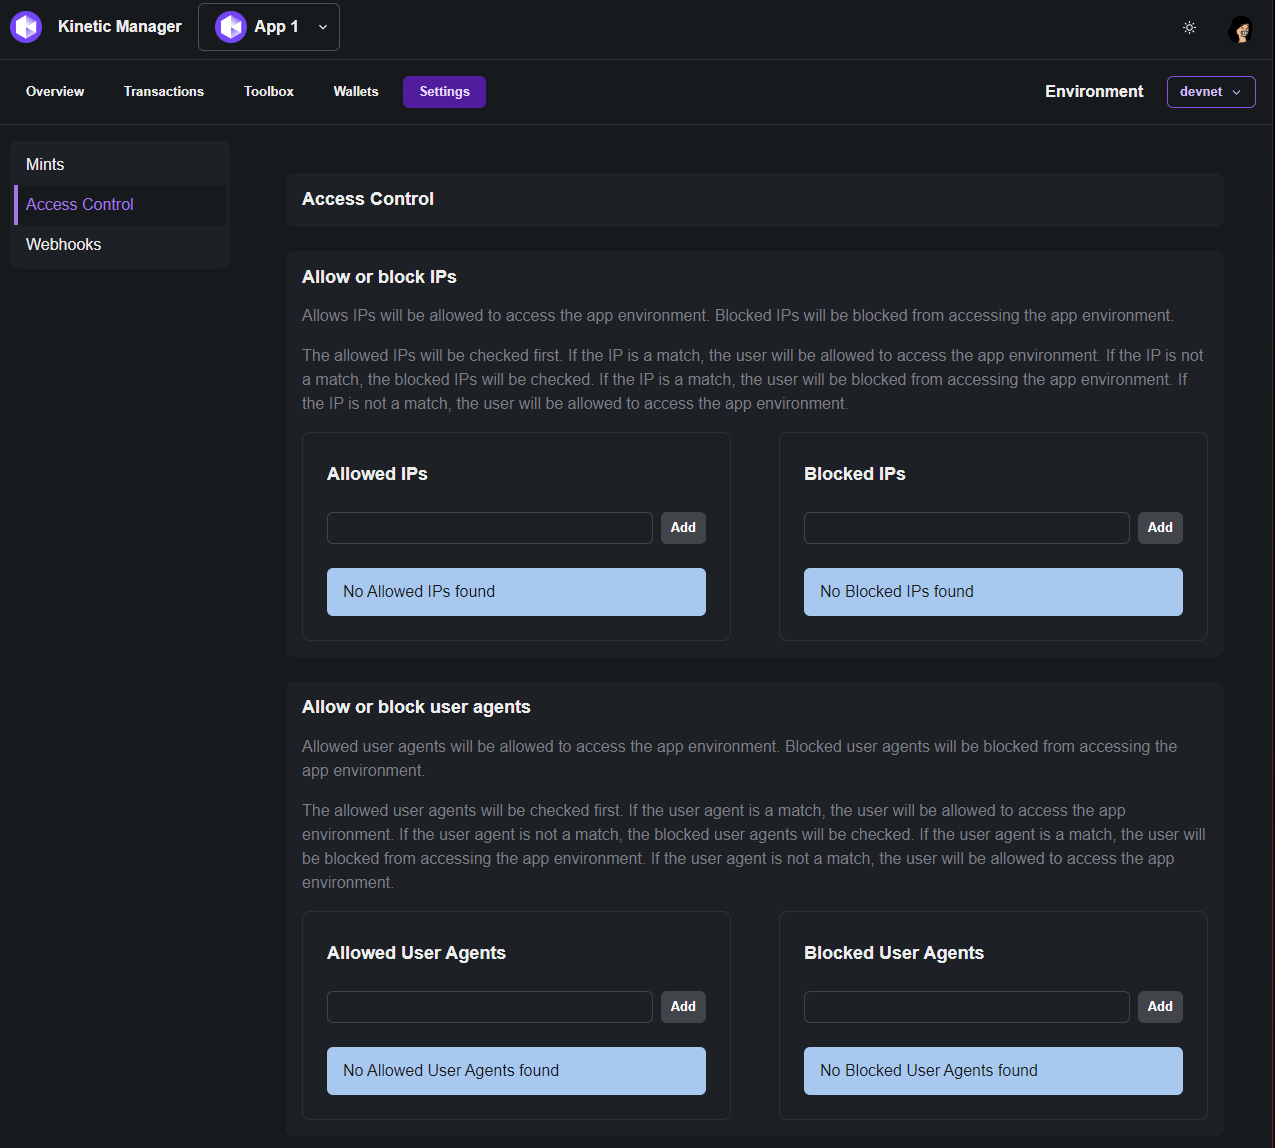 Kinetic Manager
App 1
Overview
Transactions
Toolbox
Wallets
Settings
Environment
devnet
Mints
Access Control
Webhooks
Access Control
Allow or block IPs
Allows IPs will be allowed to access the app environment. Blocked IPs will be blocked from accessing the app environment.
The allowed IPs will be checked first. If the IP is a match, the user will be allowed to access the app environment. If the IP is not
a match, the blocked IPs will be checked. If the IP is a match, the user will be blocked from accessing the app environment. If
the IP is not a match, the user will be allowed to access the app environment.
Allowed IPs
Add
No Allowed IPs found
Blocked IPs
Add
No Blocked IPs found
Allow or block user agents
Allowed user agents will be allowed to access the app environment. Blocked user agents will be blocked from accessing the
app environment.
The allowed user agents will be checked first. If the user agent is a match, the user will be allowed to access the app
environment. If the user agent is not a match, the blocked user agents will be checked. If the user agent is a match, the user will
be blocked from accessing the app environment. If the user agent is not a match, the user will be allowed to access the app
environment.
Allowed User Agents
Add
No Allowed User Agents found
Blocked User Agents
Add
No Blocked User Agents found